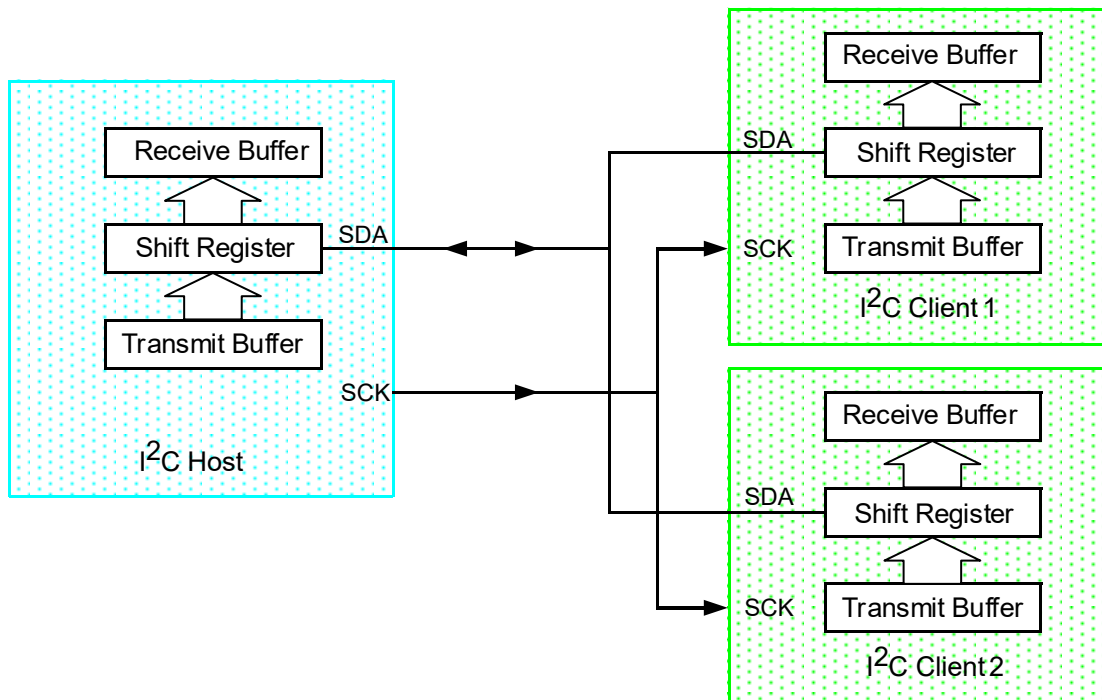 Receive Buffer
Shift Register
SDA
Transmit Buffer
SCK
I²C Host
Receive Buffer
SDA
Shift Register
SCK
Transmit Buffer
I²C Client 1
Receive Buffer
SDA
Shift Register
SCK
Transmit Buffer
I²C Client 2